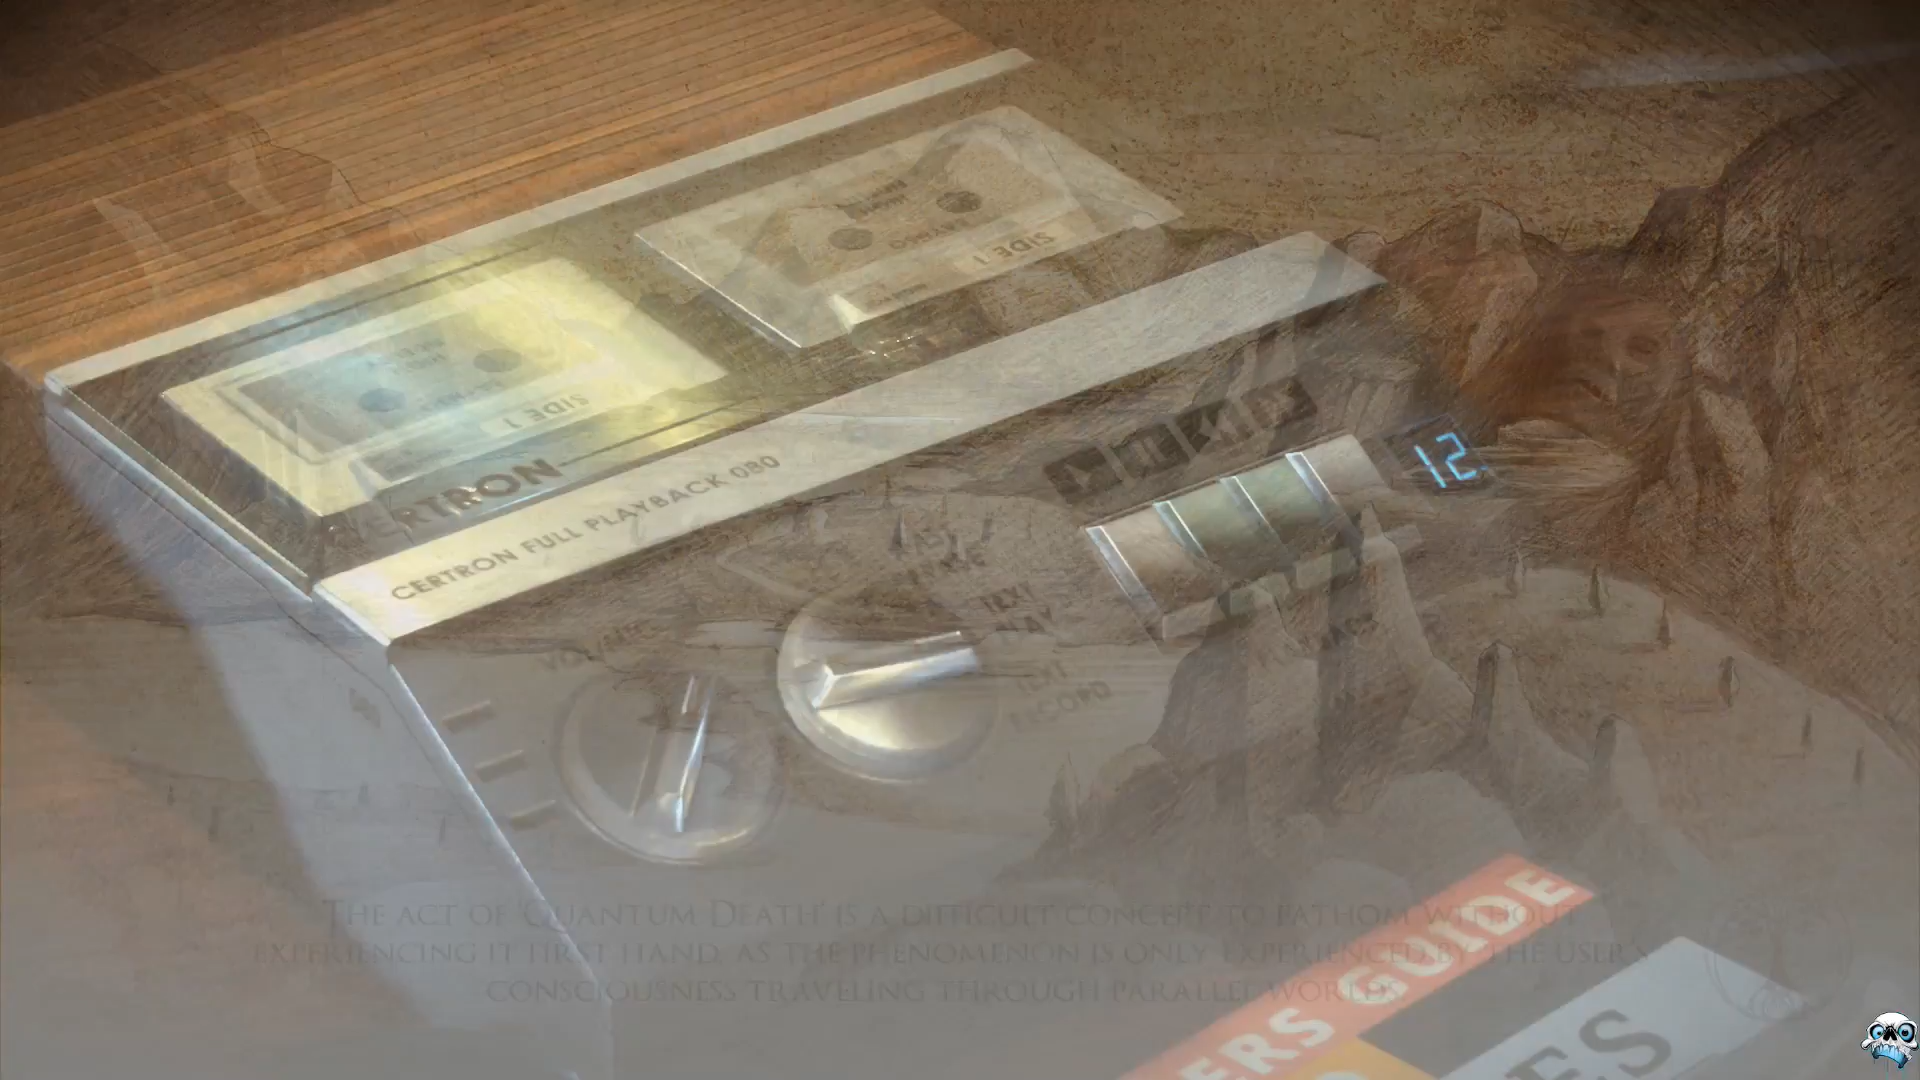 SIDE 1
SIDE 1
CERTRON
CERTRON FULL PLAYBACK 080
12
VOLUME
TEXT
PLAY
TEXT
RECORD
THE ACT OF 'QUANTUM DEATH' IS A DIFFICULT CONCEPT TO FATHOM WITHOUT
EXPERIENCING IT FIRST HAND, AS THE PHENOMENON IS ONLY EXPERIENCED BY THE USER'S
CONSCIOUSNESS TRAVELING THROUGH PARALLEL WORLDS
ERS GUIDE
ES